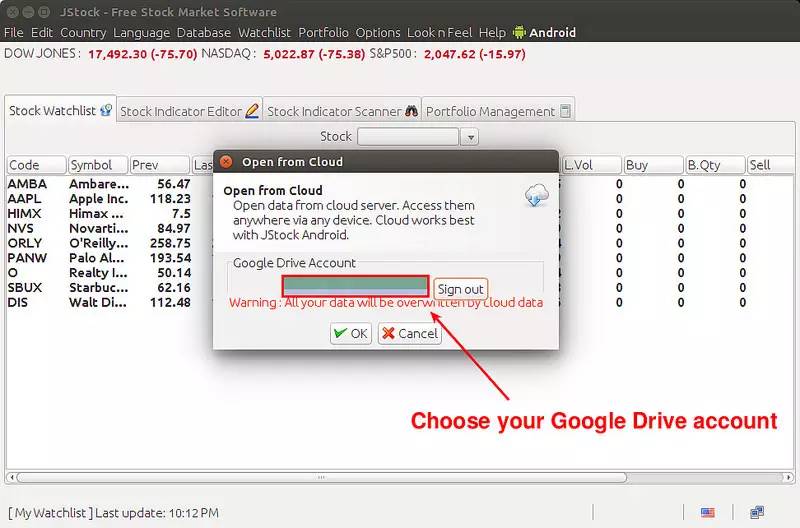 JStock - Free Stock Market Software
File Edit Country Language Database Watchlist Portfolio Options Look n Feel Help Android
DOW JONES : 17,492.30 (-75.70) NASDAQ : 5,022.87 (-75.38) S&P500 : 2,047.62 (-15.97)
Stock Watchlist Stock Indicator Editor Stock Indicator Scanner Portfolio Management
Stock
Code Symbol Prev Las L.Vol Buy B.Qty Sell
AMBA Ambare... 56.47 0 0 0
AAPL Apple Inc. 118.23 0 0 0
HIMX Himax ... 7.5 0 0 0
NVS Novarti... 84.97 0 0 0
ORLY O'Reilly... 258.75 0 0 0
PANW Palo Al... 193.54 0 0 0
O Realty I... 50.14 0 0 0
SBUX Starbuc... 62.16 0 0 0
DIS Walt Di... 112.48 0 0 0
Open from Cloud
Open from Cloud
Open data from cloud server. Access them
anywhere via any device. Cloud works best
with JStock Android.
Google Drive Account
Sign out
Warning : All your data will be overwritten by cloud data
OK Cancel
Choose your Google Drive account
[ My Watchlist ] Last update: 10:12 PM